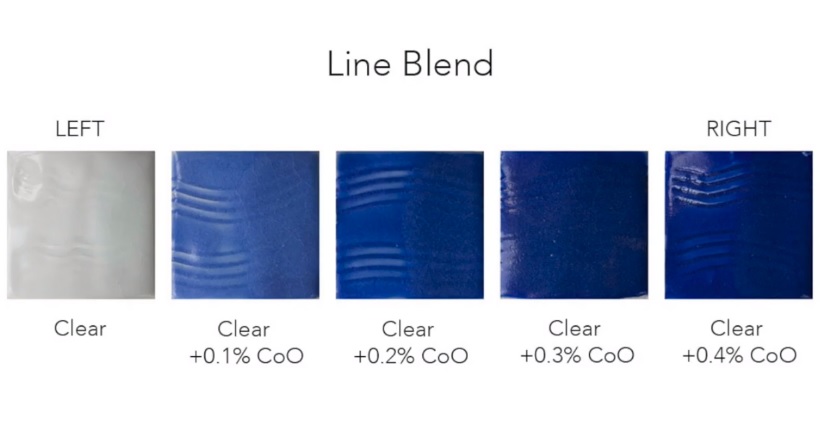 Line Blend
LEFT
RIGHT
Clear
Clear
+0.1% CoO
Clear
+0.2% CoO
Clear
+0.3% CoO
Clear
+0.4% CoO